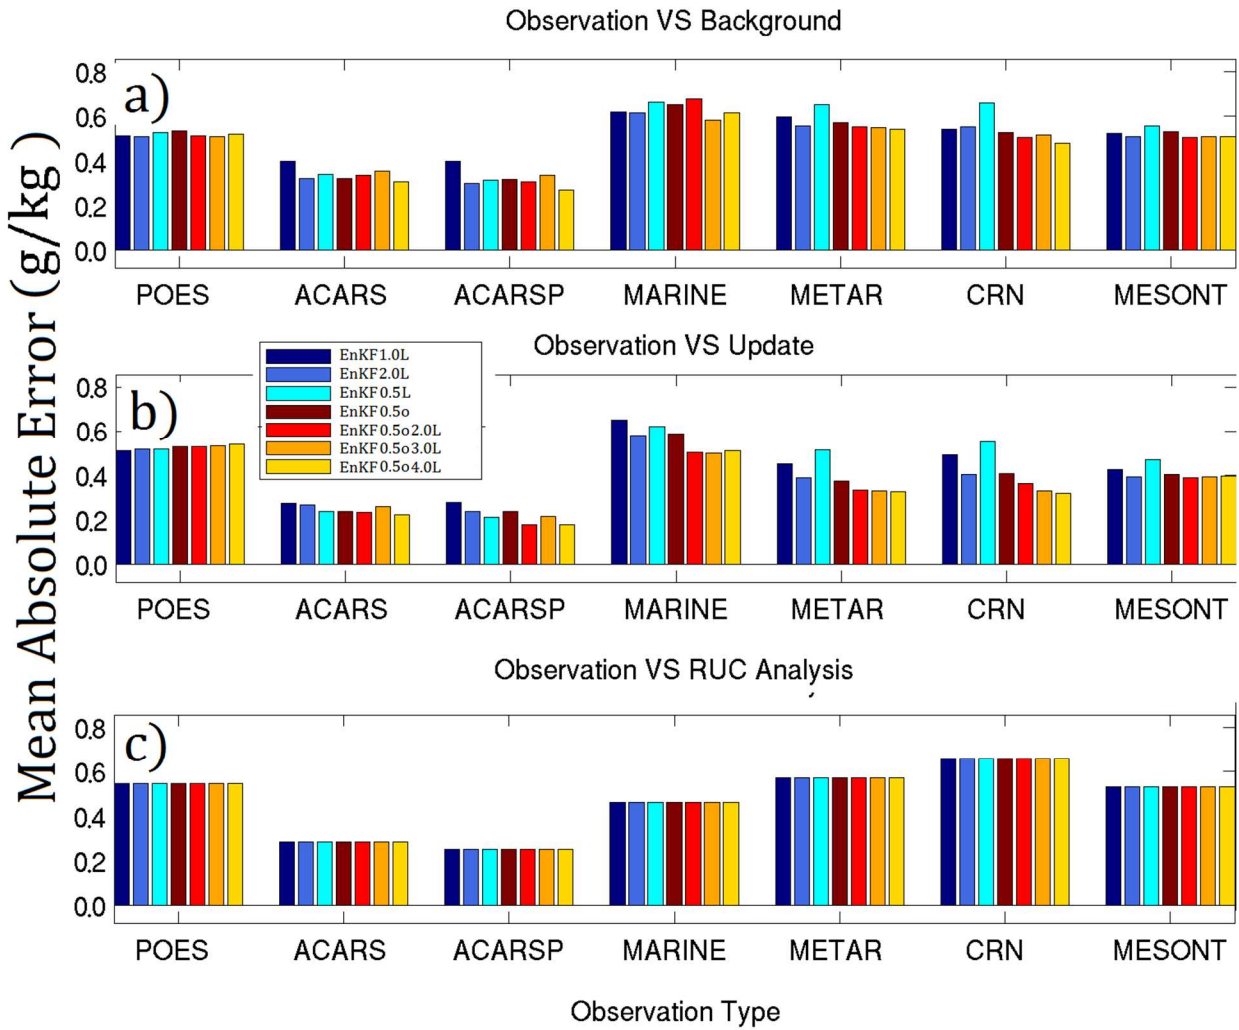 Observation VS Background
a)
0.8
0.6
0.4
0.2
0.0
POES ACARS ACARSP MARINE METAR CRN MESONT
Mean Absolute Error (g/kg)
Observation VS Update
b)
0.8
0.6
0.4
0.2
0.0
EnKF1.0L
EnKF2.0L
EnKF0.5L
EnKF0.5o
EnKF0.5o2.0L
EnKF0.5o3.0L
EnKF0.5o4.0L
POES ACARS ACARSP MARINE METAR CRN MESONT
Observation VS RUC Analysis
c)
0.8
0.6
0.4
0.2
0.0
POES ACARS ACARSP MARINE METAR CRN MESONT
Observation Type